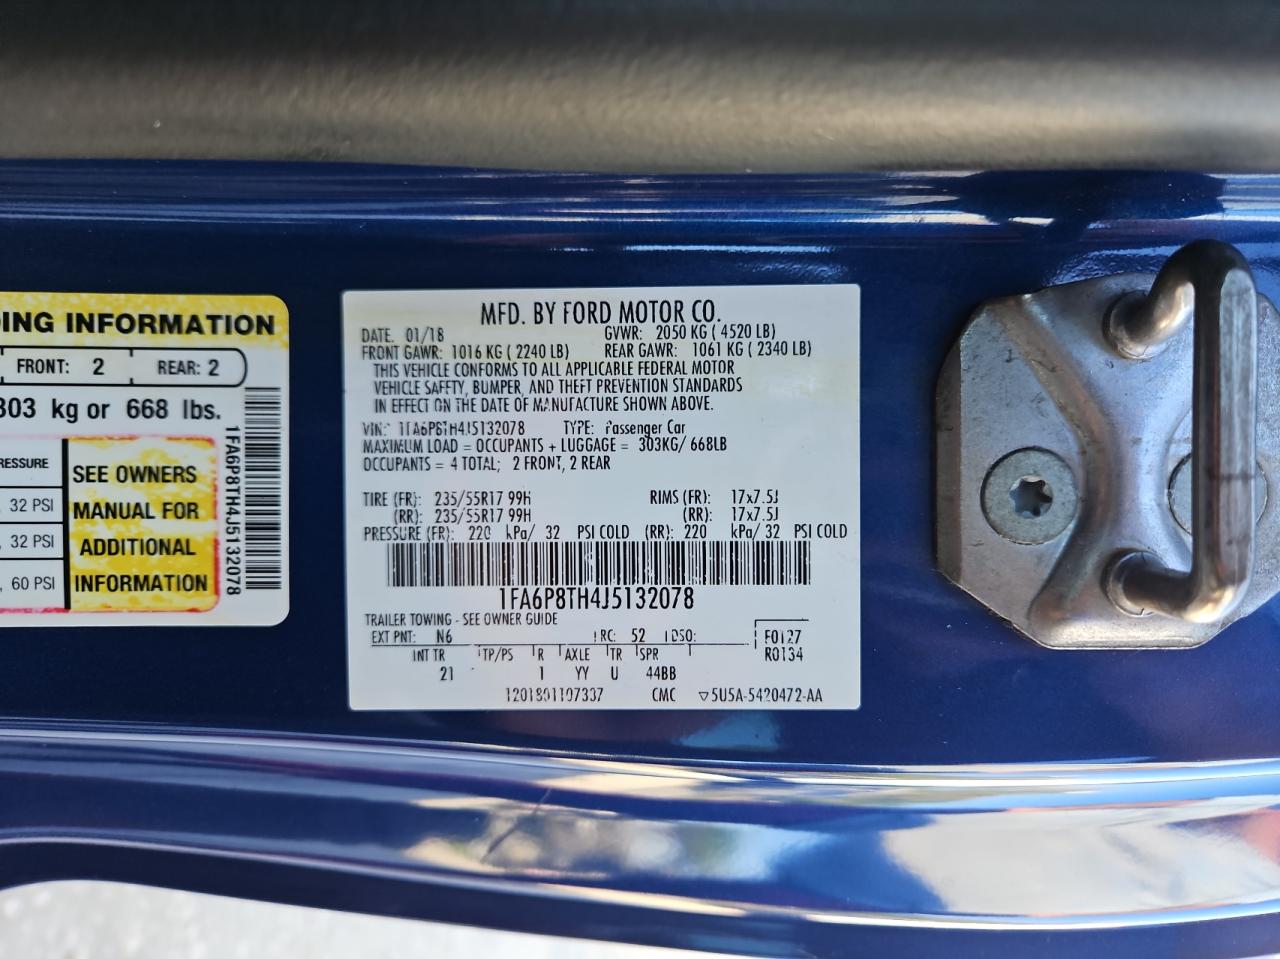 ING INFORMATION
FRONT: 2 REAR: 2
303 kg or 668 lbs.
RESSURE
32 PSI
32 PSI
60 PSI
SEE OWNERS
MANUAL FOR
ADDITIONAL
INFORMATION
1FA6P8TH4J5132078
MFD. BY FORD MOTOR CO.
DATE: 01/18 GVWR: 2050 KG ( 4520 LB)
FRONT GAWR: 1016 KG ( 2240 LB) REAR GAWR: 1061 KG ( 2340 LB)
THIS VEHICLE CONFORMS TO ALL APPLICABLE FEDERAL MOTOR
VEHICLE SAFETY, BUMPER, AND THEFT PREVENTION STANDARDS
IN EFFECT ON THE DATE OF MANUFACTURE SHOWN ABOVE.
VIN: 1FA6P8TH4J5132078 TYPE: Passenger Car
MAXIMUM LOAD = OCCUPANTS + LUGGAGE = 303KG/ 668LB
OCCUPANTS = 4 TOTAL; 2 FRONT, 2 REAR
TIRE (FR): 235/55R17 99H RIMS (FR): 17x7.5J
(RR): 235/55R17 99H (RR): 17x7.5J
PRESSURE (FR): 220 kPa/ 32 PSI COLD (RR): 220 kPa/ 32 PSI COLD
1FA6P8TH4J5132078
TRAILER TOWING - SEE OWNER GUIDE
EXT PNT: N6 RC: 52 DSO: F0127
R0134
INT TR TP/PS R AXLE TR SPR
21 1 YY U 44BB
CMC ▽5U5A-5420472-AA